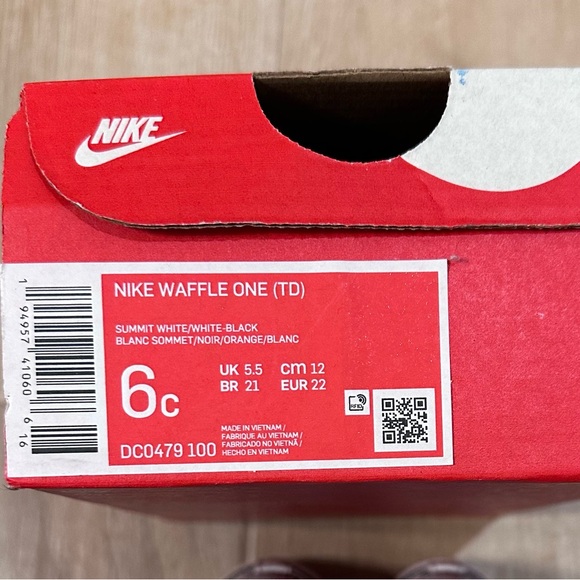 NIKE
NIKE WAFFLE ONE (TD)
SUMMIT WHITE/WHITE-BLACK
BLANC SOMMET/NOIR/ORANGE/BLANC
6C
UK 5.5 CM 12
BR 21 EUR 22
RFID
DC0479 100
MADE IN VIETNAM /
FABRIQUE AU VIETNAM /
FABRICADO NO VIETNÃ /
HECHO EN VIETNAM
1 94957 41060 6 16